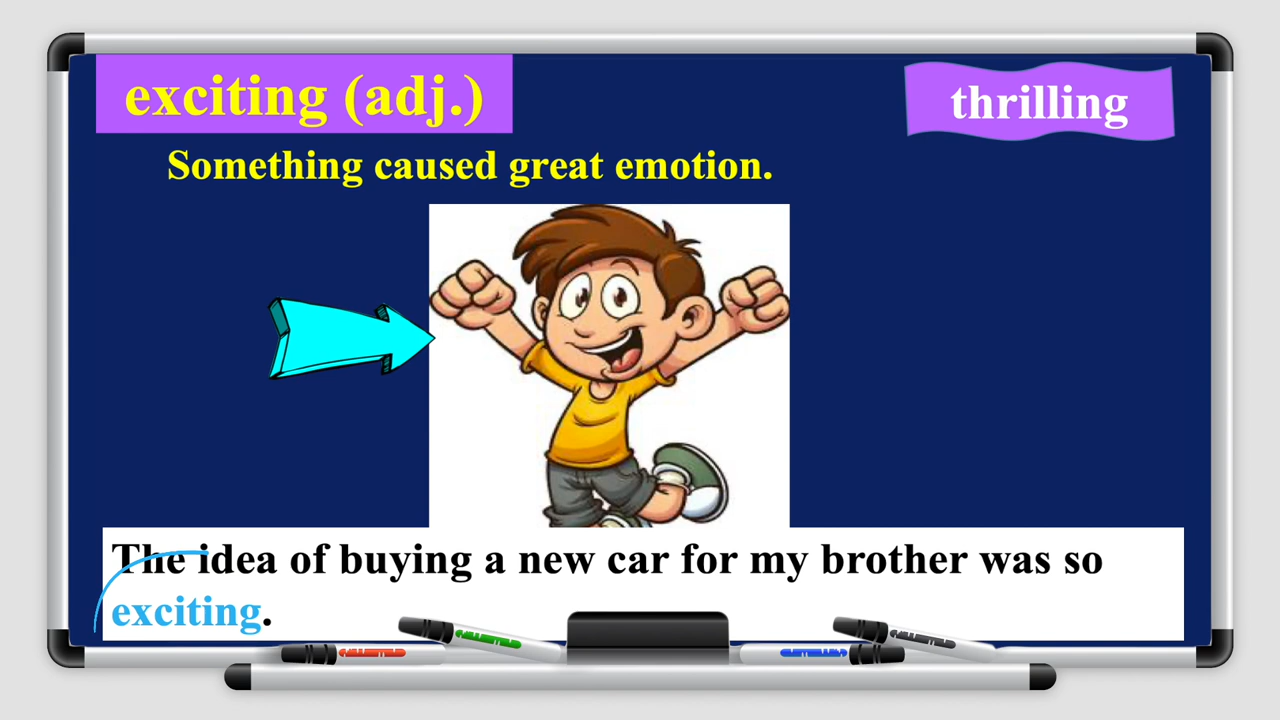 exciting (adj.)
thrilling
Something caused great emotion.
The idea of buying a new car for my brother was so
exciting.